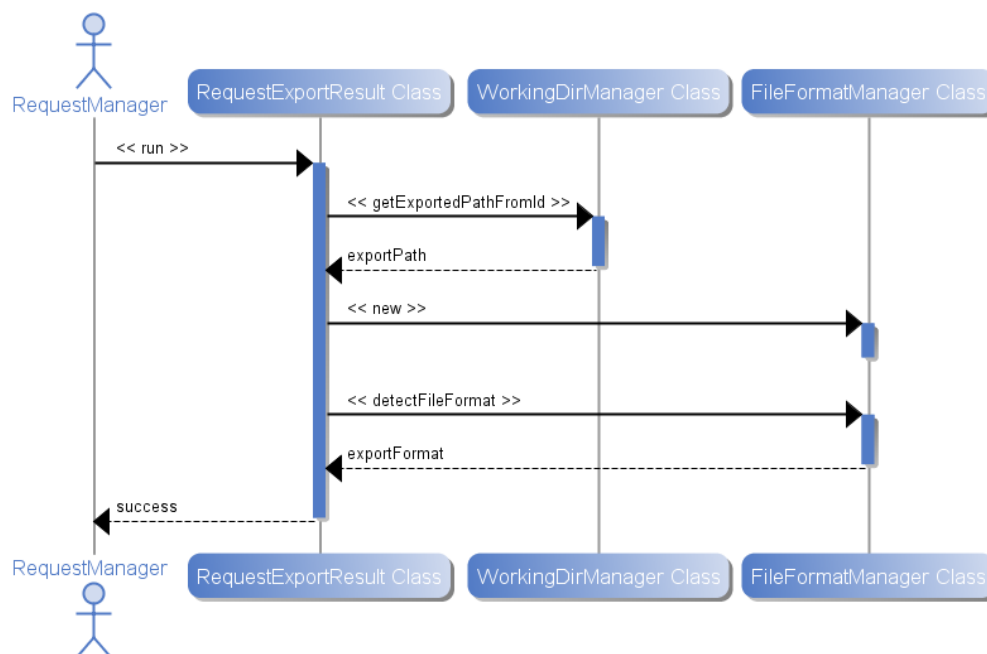 RequestManager
RequestExportResult Class
WorkingDirManager Class
FileFormatManager Class
<< run >>
<< getExportedPathFromId >>
exportPath
<< new >>
<< detectFileFormat >>
exportFormat
success
RequestManager
RequestExportResult Class
WorkingDirManager Class
FileFormatManager Class